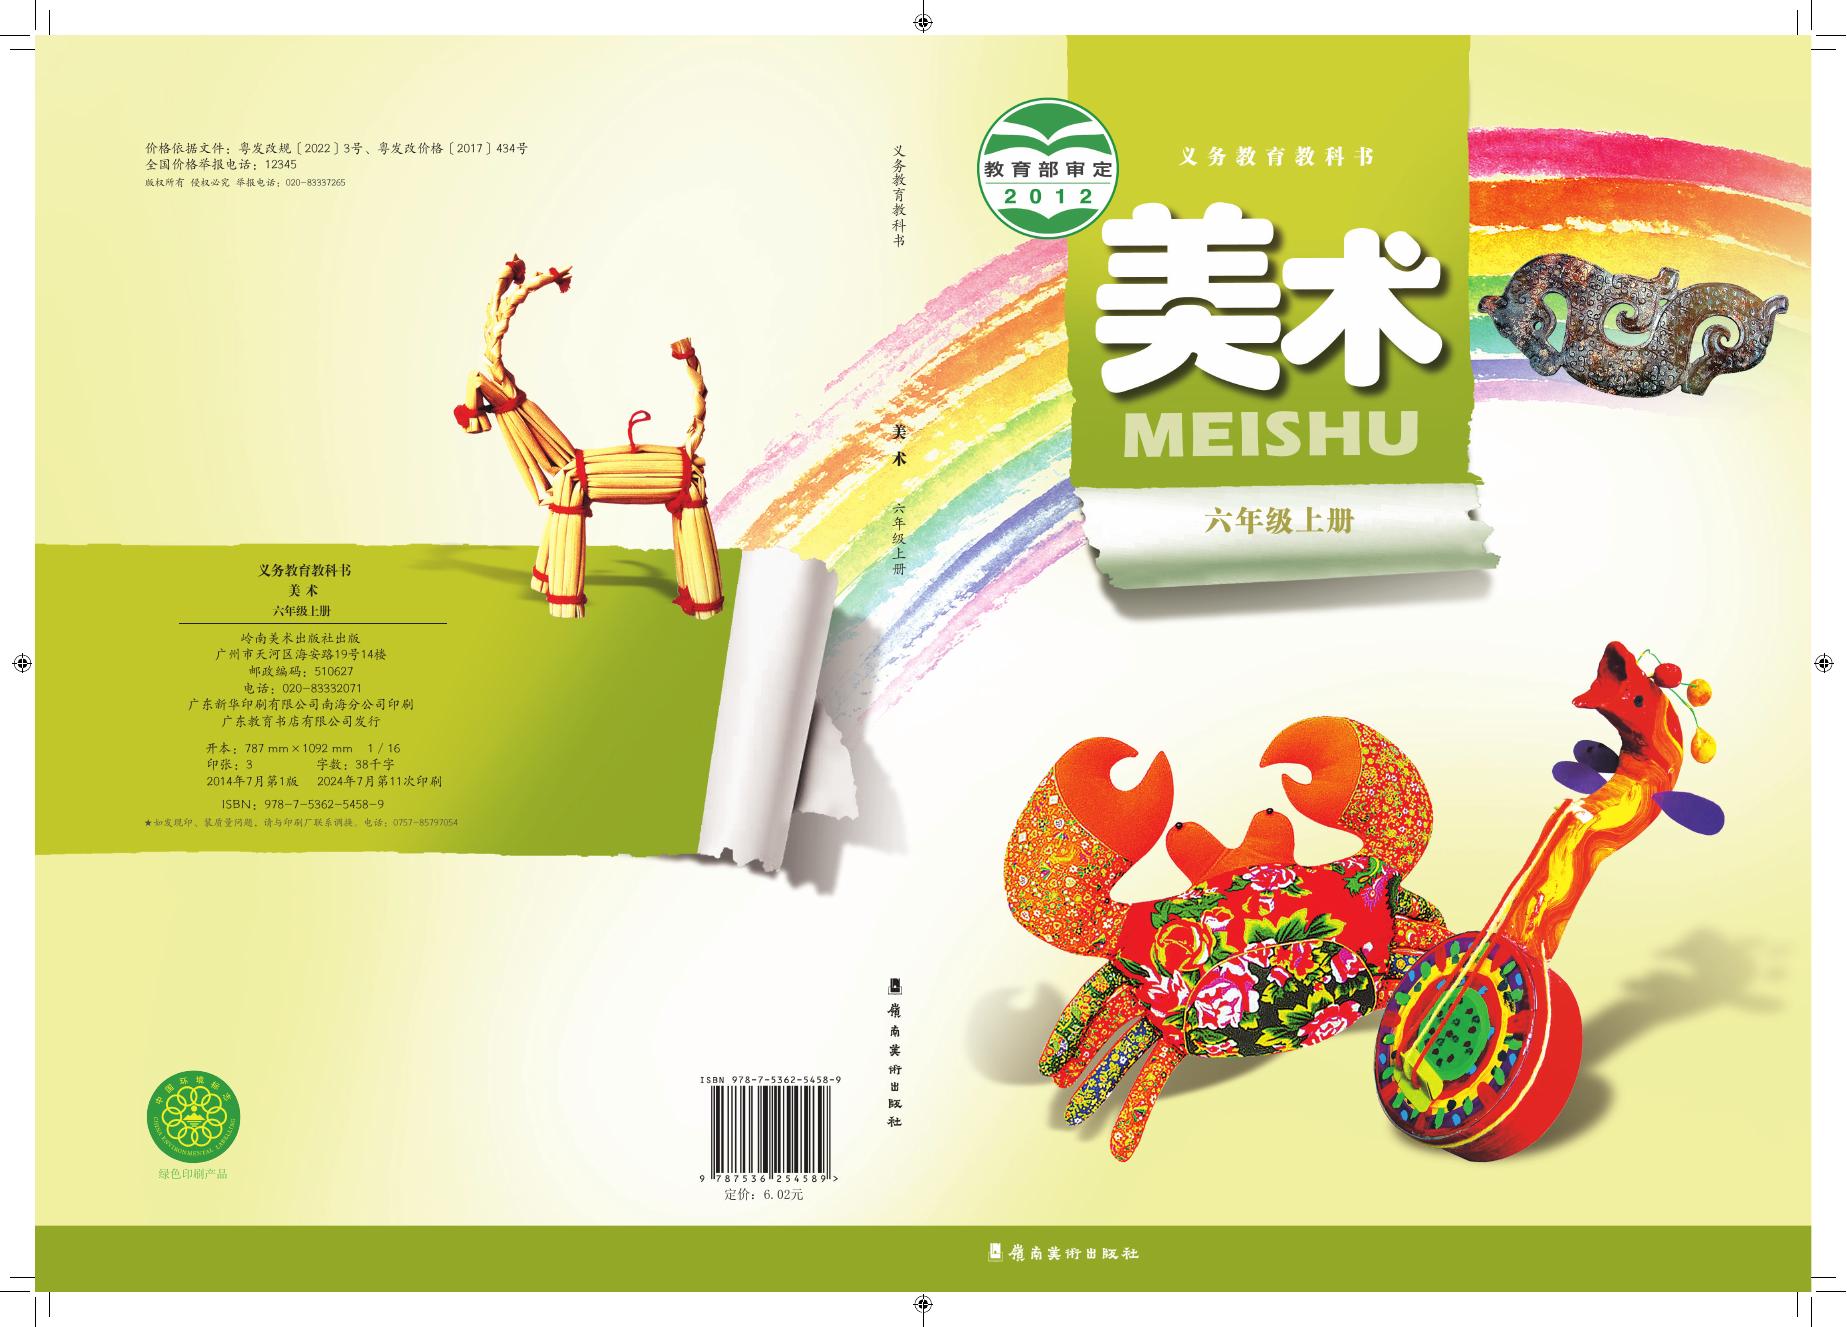 价格依据文件：粤发改规〔2022〕3号、粤发改价格〔2017〕434号
全国价格举报电话：12345
版权所有 侵权必究 举报电话：020-83337265
义务教育教科书
美术
六年级上册
岭南美术出版社出版
广州市天河区海安路19号14楼
邮政编码：510627
电话：020-83332071
广东新华印刷有限公司南海分公司印刷
广东教育书店有限公司发行
开本：787 mm×1092 mm 1/16
印张：3 字数：38千字
2014年7月第1版 2024年7月第11次印刷
ISBN：978-7-5362-5458-9
★如发现印、装质量问题，请与印刷厂联系调换。电话：0757-85797054
中国环境标志
CHINA ENVIRONMENTAL LABELLING
绿色印刷产品
ISBN 978-7-5362-5458-9
9 787536 254589>
定价：6.02元
义务教育教科书
美术
六年级上册
嶺南美術出版社
教育部审定
2012
义务教育教科书
美术
MEISHU
六年级上册
嶺南美術出版社